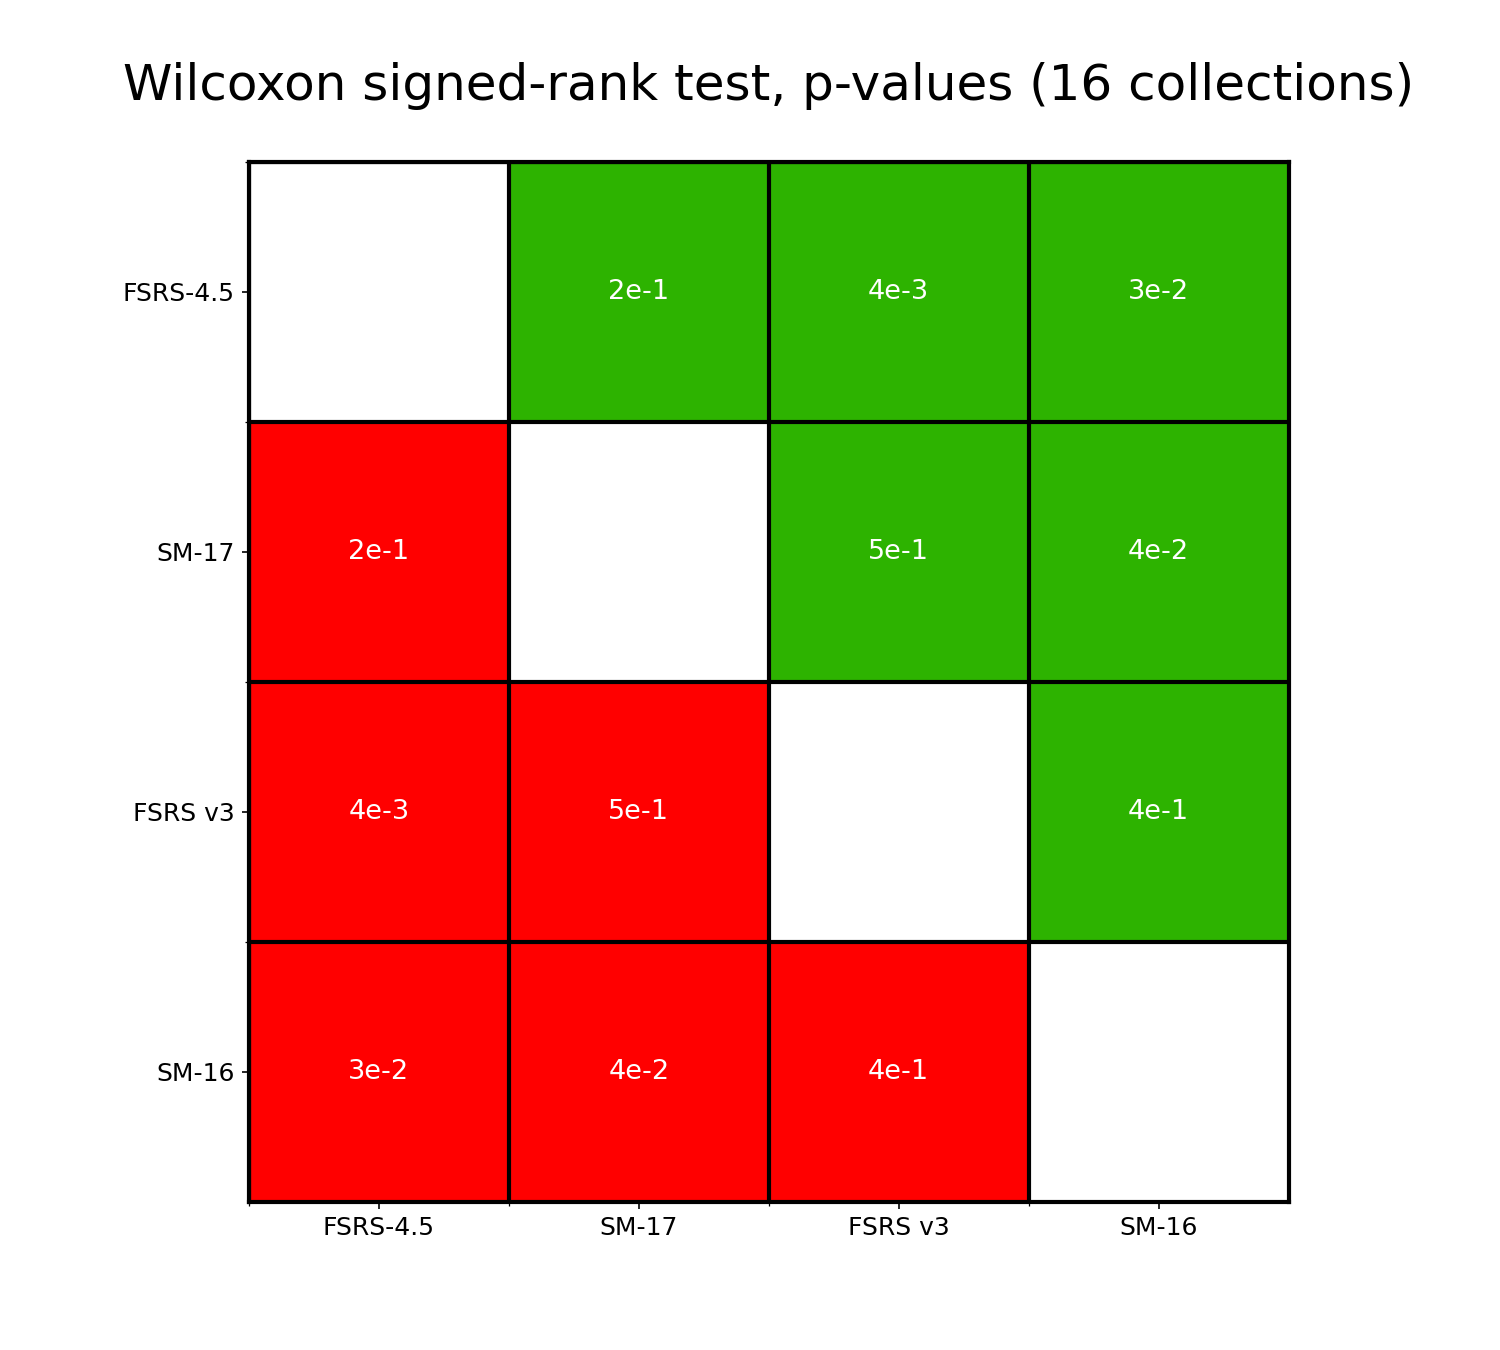 Wilcoxon signed-rank test, p-values (16 collections)
FSRS-4.5
2e-1
4e-3
3e-2
SM-17
2e-1
5e-1
4e-2
FSRS v3
4e-3
5e-1
4e-1
SM-16
3e-2
4e-2
4e-1
FSRS-4.5
SM-17
FSRS v3
SM-16